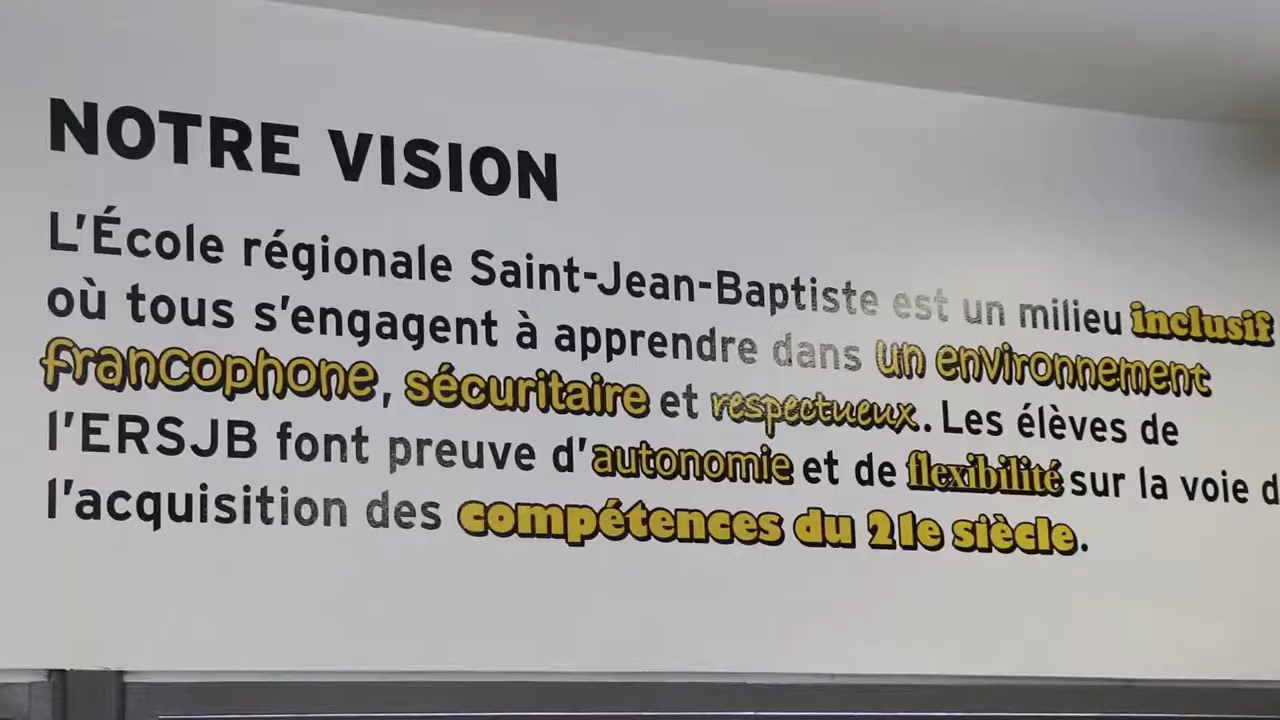 NOTRE VISION
L'École régionale Saint-Jean-Baptiste est un milieu inclusif
où tous s'engagent à apprendre dans un environnement
francophone, sécuritaire et respectueux. Les élèves de
l'ERSJB font preuve d'autonomie et de flexibilité sur la voie d
l'acquisition des compétences du 21e siècle.